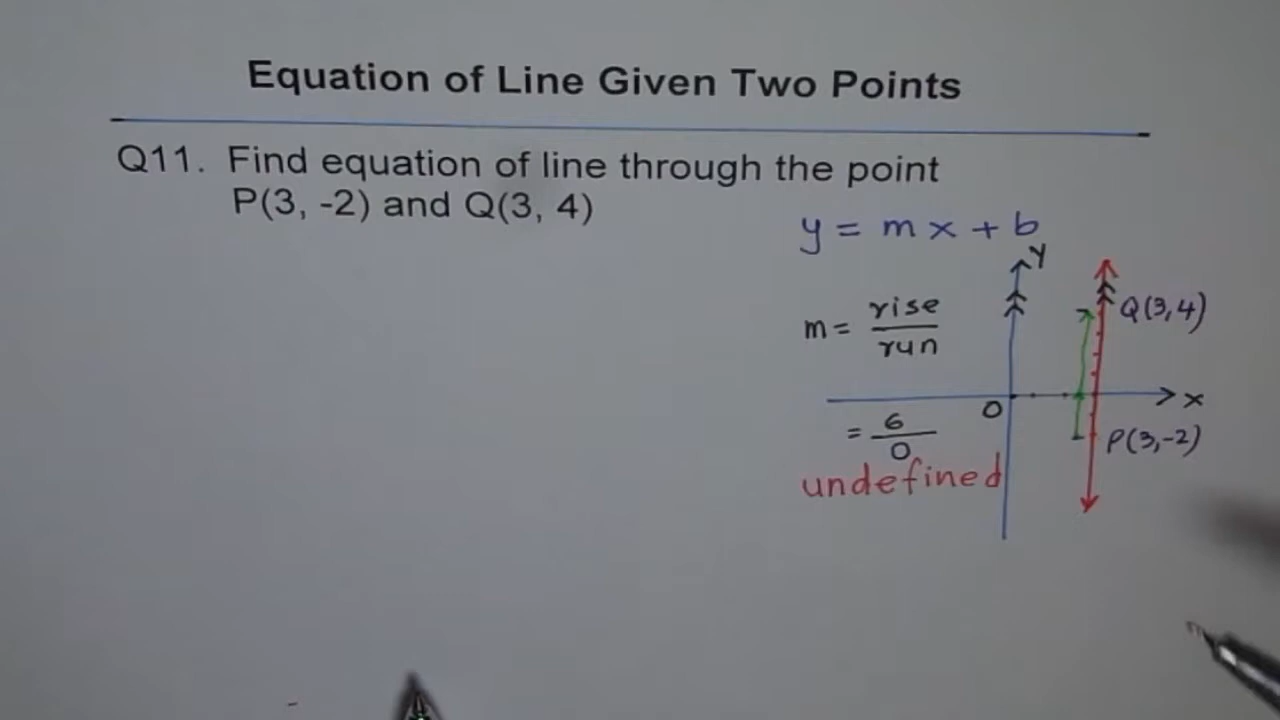 Equation of Line Given Two Points
Q11. Find equation of line through the point
P(3, -2) and Q(3, 4)
y = mx + b
y
m = rise/run
Q(3,4)
x
0
= 6/0
P(3,-2)
undefined